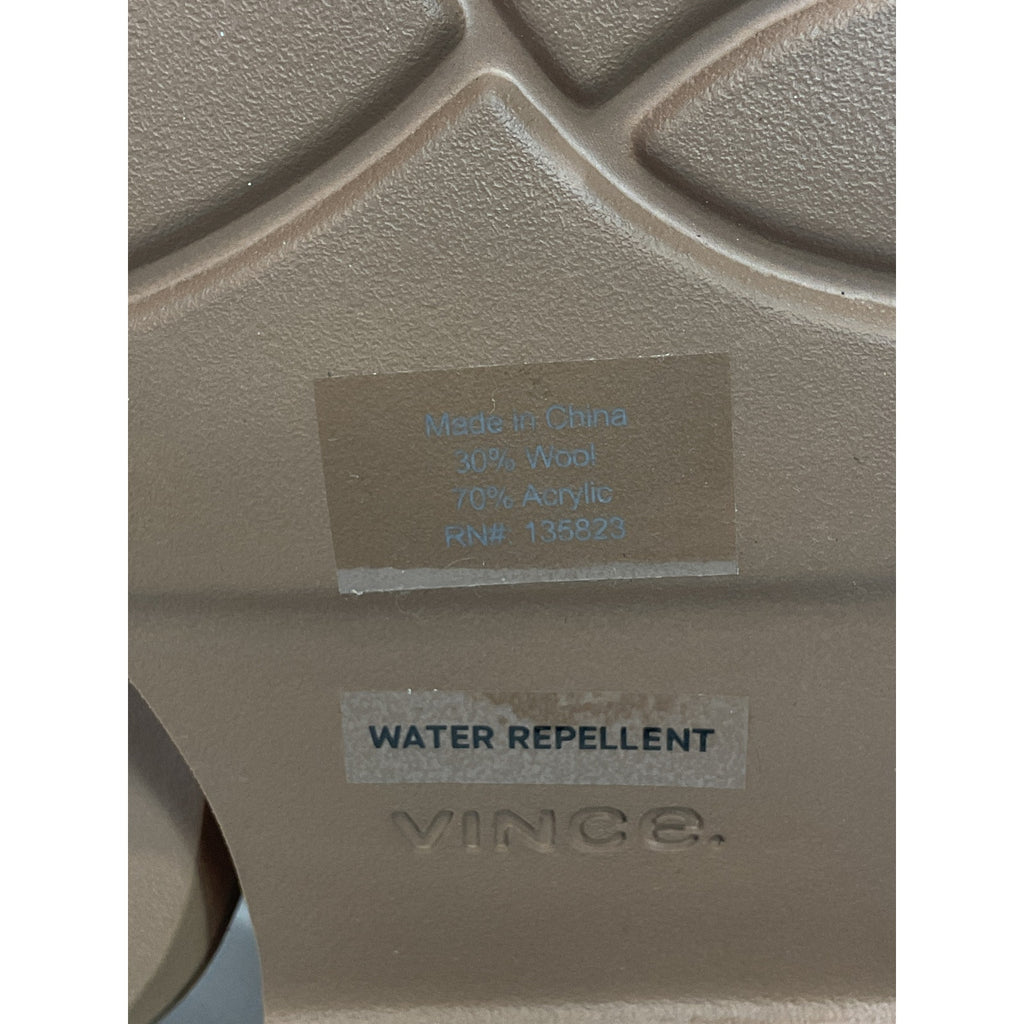 Made in China
30% Wool
70% Acrylic
RN# 135823
WATER REPELLENT
VINCE.